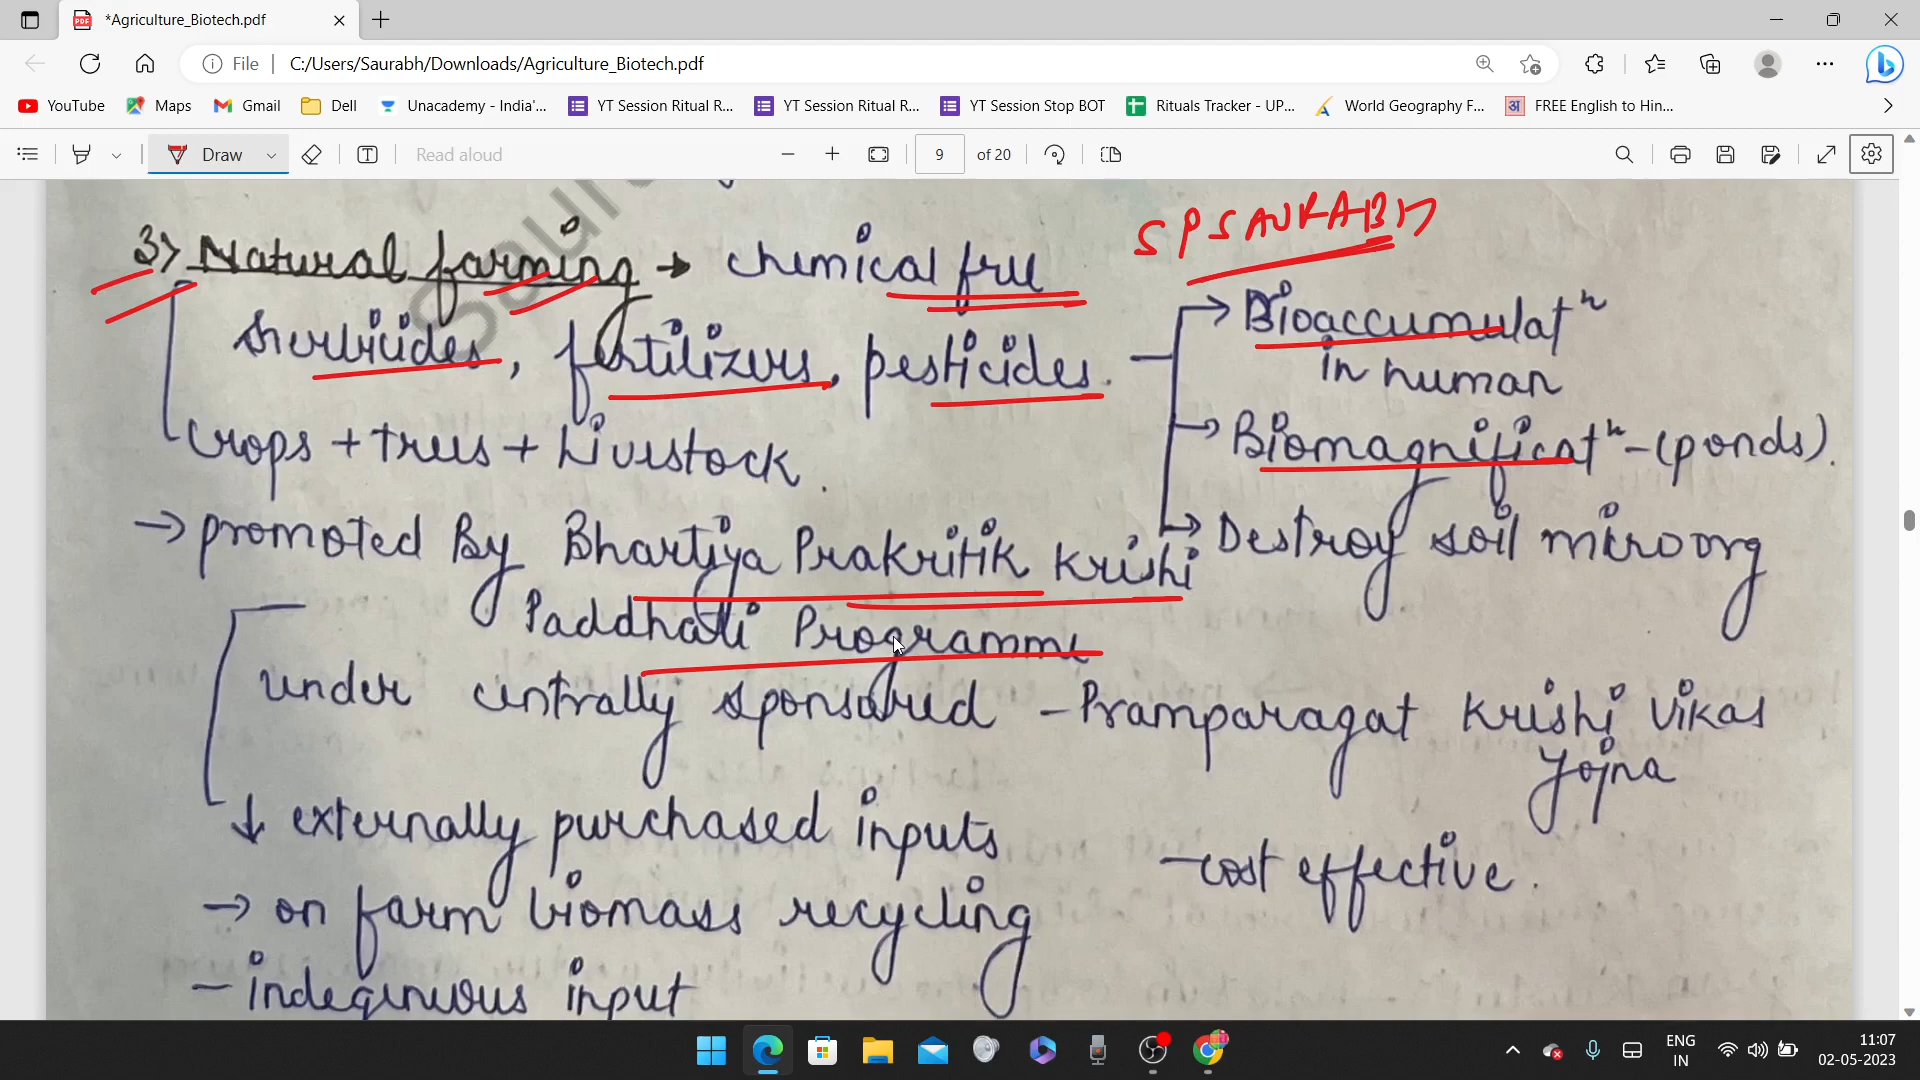 *Agriculture_Biotech.pdf
File C:/Users/Saurabh/Downloads/Agriculture_Biotech.pdf
YouTube Maps Gmail Dell Unacademy - India'... YT Session Ritual R... YT Session Ritual R... YT Session Stop BOT Rituals Tracker - UP... World Geography F... FREE English to Hin...
Draw Read aloud 9 of 20
SPSAURABH
3) Natural farming → chemical free
herbicides, fertilizers, pesticides.
→ Bioaccumulatⁿ
in human
→ Biomagnificatⁿ - (ponds).
→ Destroy soil microorg
crops + trees + Livestock.
→ promoted By Bhartiya Prakritik Krishi
Paddhati Programme
under centrally sponsored - Pramparagat Krishi Vikas
Yojna
↓ externally purchased inputs
- cost effective.
→ on farm biomass recycling
- indeginuous input
ENG
IN
11:07
02-05-2023